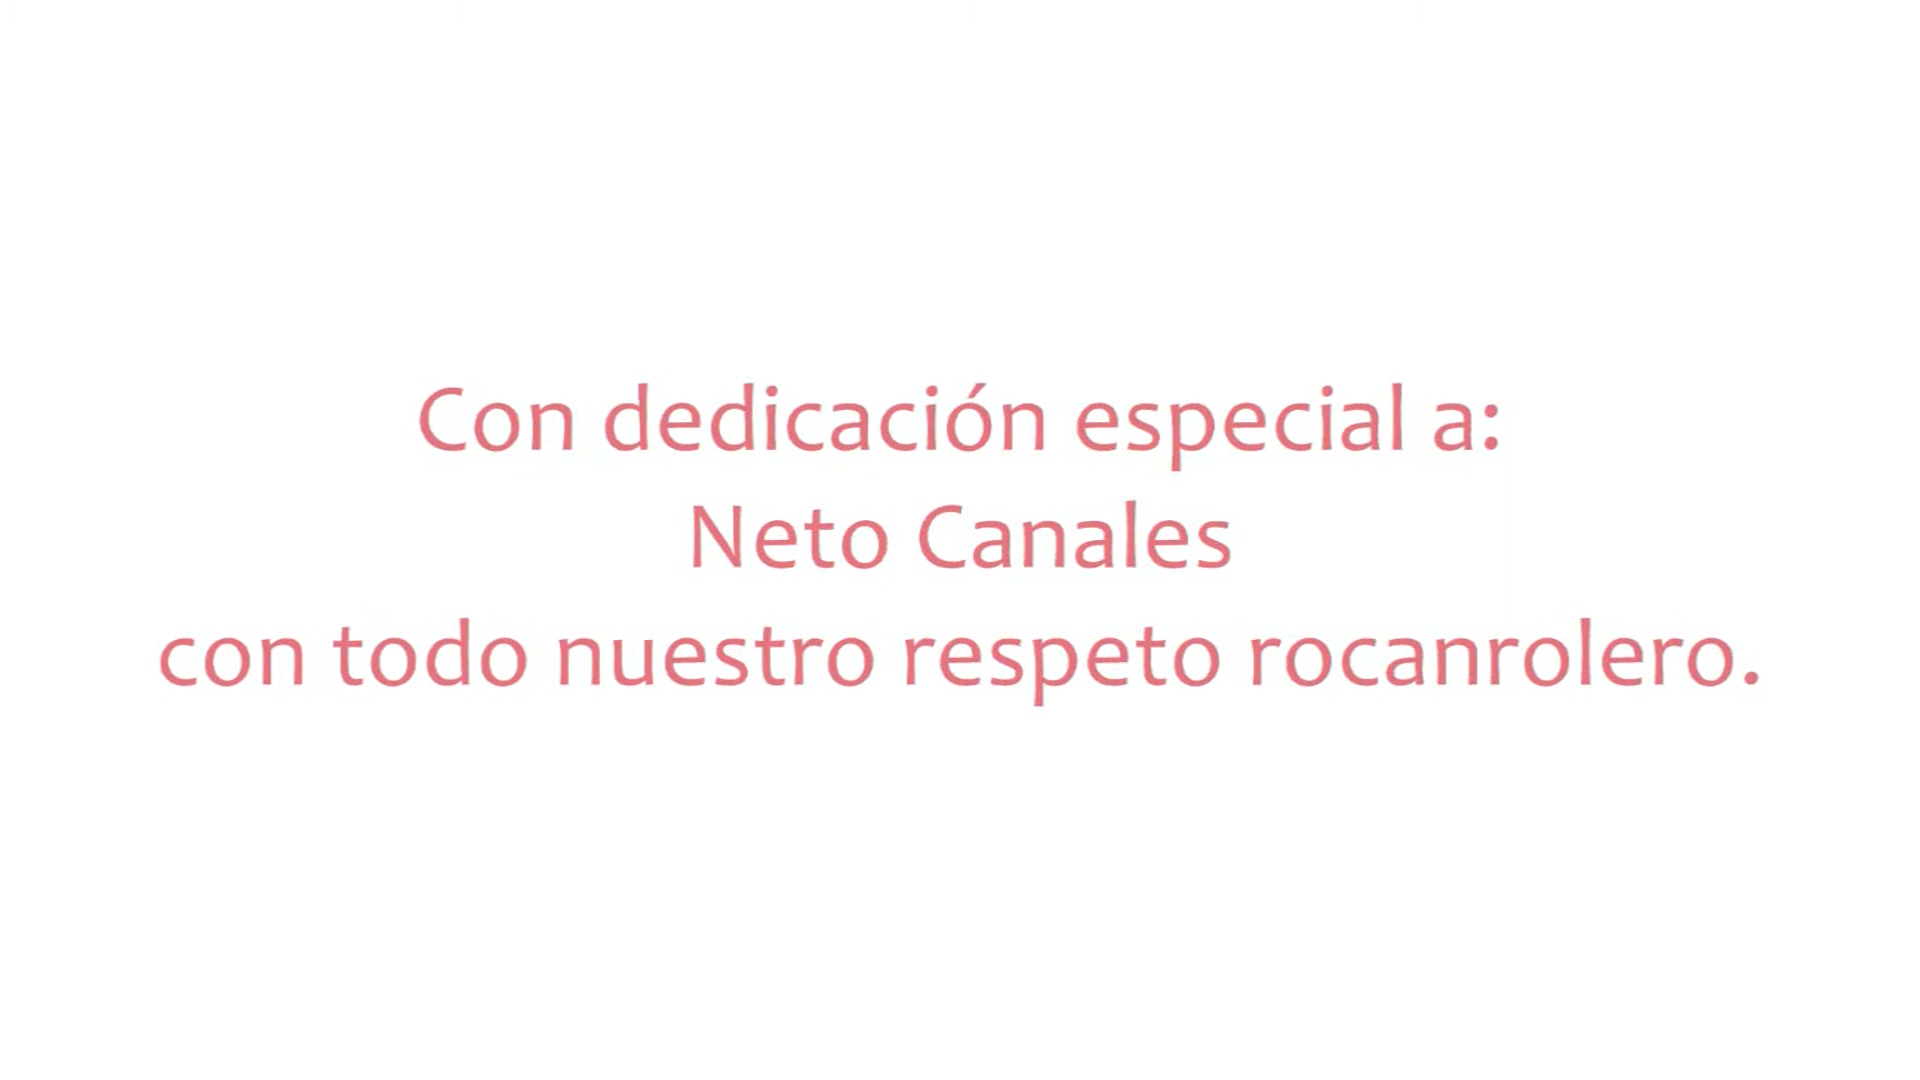 Con dedicación especial a:
Neto Canales
con todo nuestro respeto rocanrolero.